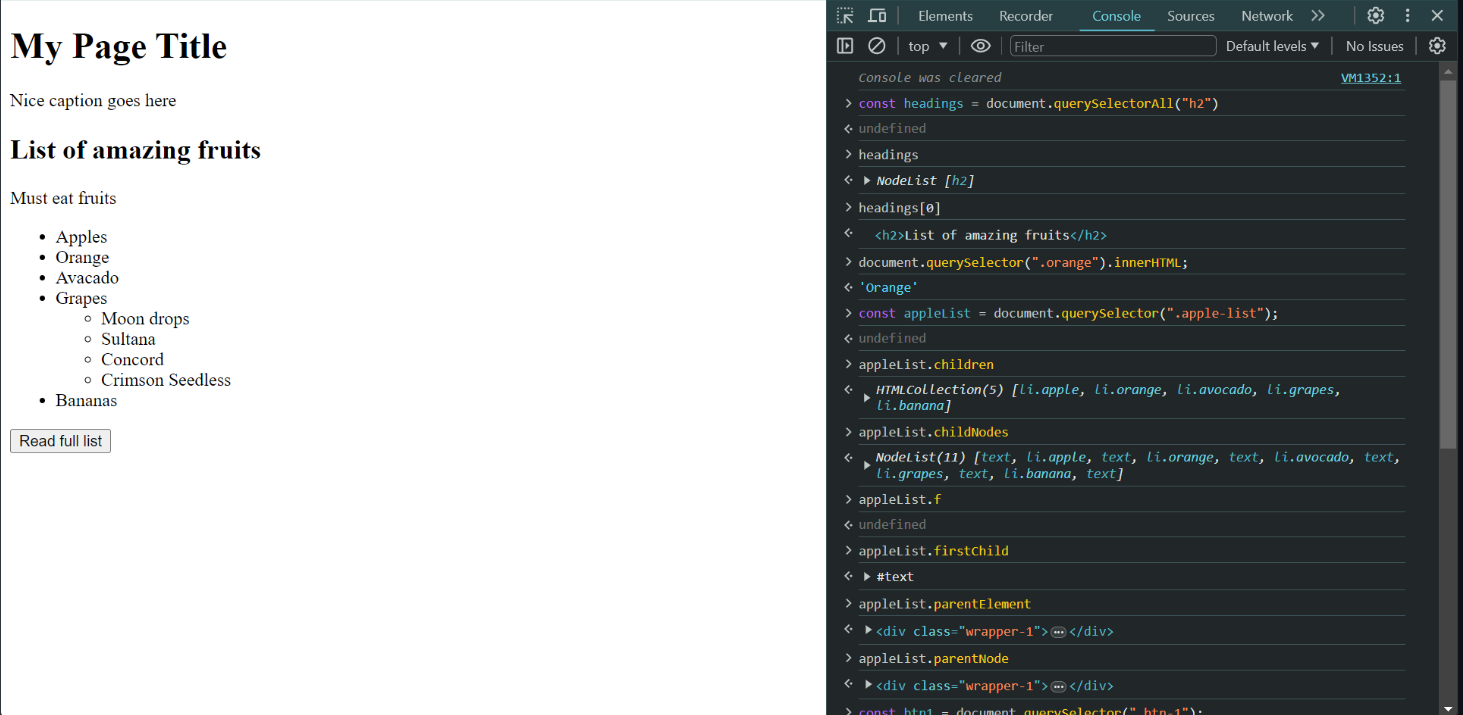 My Page Title
Nice caption goes here
List of amazing fruits
Must eat fruits
Apples
Orange
Avacado
Grapes
Moon drops
Sultana
Concord
Crimson Seedless
Bananas
Read full list
Elements Recorder Console Sources Network
top Filter Default levels No Issues
Console was cleared VM1352:1
const headings = document.querySelectorAll("h2")
undefined
headings
NodeList [h2]
headings[0]
<h2>List of amazing fruits</h2>
document.querySelector(".orange").innerHTML;
'Orange'
const appleList = document.querySelector(".apple-list");
undefined
appleList.children
HTMLCollection(5) [li.apple, li.orange, li.avocado, li.grapes,
li.banana]
appleList.childNodes
NodeList(11) [text, li.apple, text, li.orange, text, li.avocado, text,
li.grapes, text, li.banana, text]
appleList.f
undefined
appleList.firstChild
#text
appleList.parentElement
<div class="wrapper-1">…</div>
appleList.parentNode
<div class="wrapper-1">…</div>
const btn1 = document.querySelector(".btn-1");